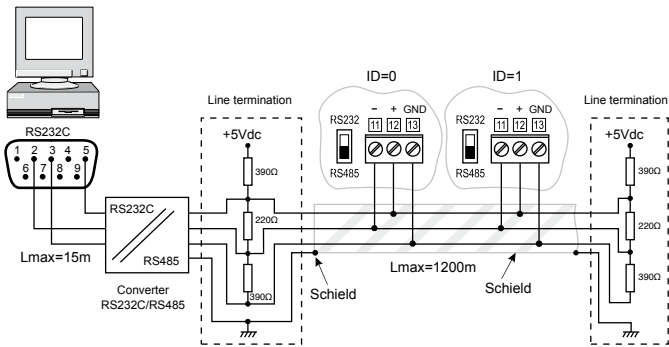 RS232C
1 2 3 4 5
6 7 8 9
Lmax=15m
RS232C
RS485
Converter
RS232C/RS485
Line termination
+5Vdc
390Ω
220Ω
390Ω
ID=0
RS232
RS485
- + GND
11 12 13
ID=1
RS232
RS485
- + GND
11 12 13
Schield
Lmax=1200m
Schield
Line termination
+5Vdc
390Ω
220Ω
390Ω